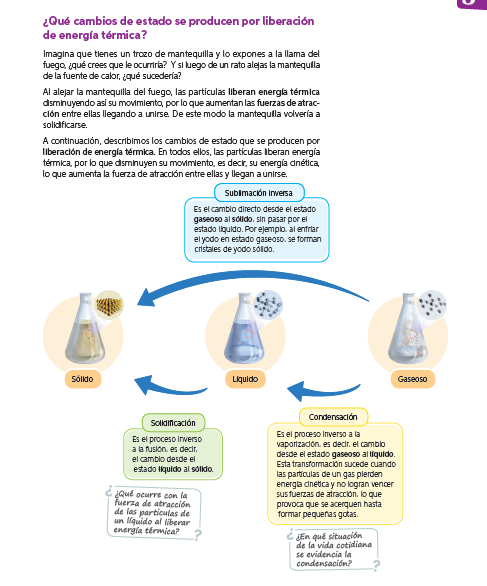 ¿Qué cambios de estado se producen por liberación
de energía térmica?
Imagina que tienes un trozo de mantequilla y lo expones a la llama del
fuego, ¿qué crees que le ocurriría? Y si luego de un rato alejas la mantequilla
de la fuente de calor, ¿qué sucedería?
Al alejar la mantequilla del fuego, las partículas liberan energía térmica
disminuyendo así su movimiento, por lo que aumentan las fuerzas de atrac-
ción entre ellas llegando a unirse. De este modo la mantequilla volvería a
solidificarse.
A continuación, describimos los cambios de estado que se producen por
liberación de energía térmica. En todos ellos, las partículas liberan energía
térmica, por lo que disminuyen su movimiento, es decir, su energía cinética,
lo que aumenta la fuerza de atracción entre ellas y llegan a unirse.
Sublimación inversa
Es el cambio directo desde el estado
gaseoso al sólido, sin pasar por el
estado líquido. Por ejemplo, al enfriar
el yodo en estado gaseoso, se forman
cristales de yodo sólido.
Sólido
Líquido
Gaseoso
Solidificación
Es el proceso inverso
a la fusión, es decir,
el cambio desde el
estado líquido al sólido.
¿Qué ocurre con la
fuerza de atracción
de las partículas de
un líquido al liberar
energía térmica?
Condensación
Es el proceso inverso a la
vaporización, es decir, el cambio
desde el estado gaseoso al líquido.
Esta transformación sucede cuando
las partículas de un gas pierden
energía cinética y no logran vencer
sus fuerzas de atracción, lo que
provoca que se acerquen hasta
formar pequeñas gotas.
¿En qué situación
de la vida cotidiana
se evidencia la
condensación?